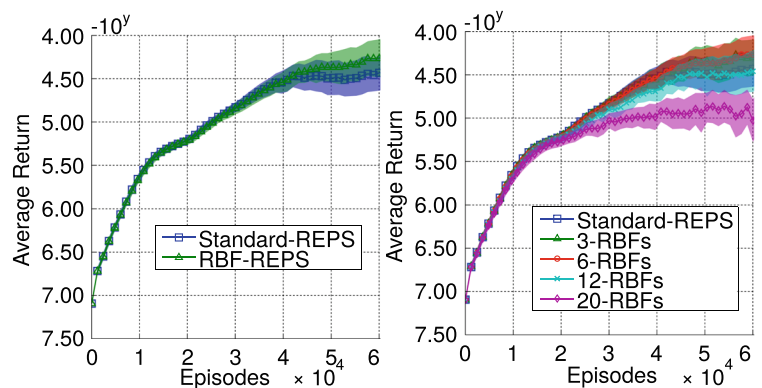 -10^y
4.00
4.50
5.00
5.50
6.00
6.50
7.00
7.50
Average Return
Standard-REPS
RBF-REPS
0 1 2 3 4 5 6
Episodes × 10^4
-10^y
4.00
4.50
5.00
5.50
6.00
6.50
7.00
7.50
Average Return
Standard-REPS
3-RBFs
6-RBFs
12-RBFs
20-RBFs
0 1 2 3 4 5 6
Episodes × 10^4